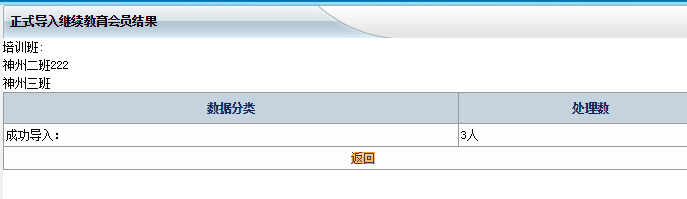 正式导入继续教育会员结果
培训班:
神州二班222
神州三班
数据分类 处理数
成功导入: 3人
返回